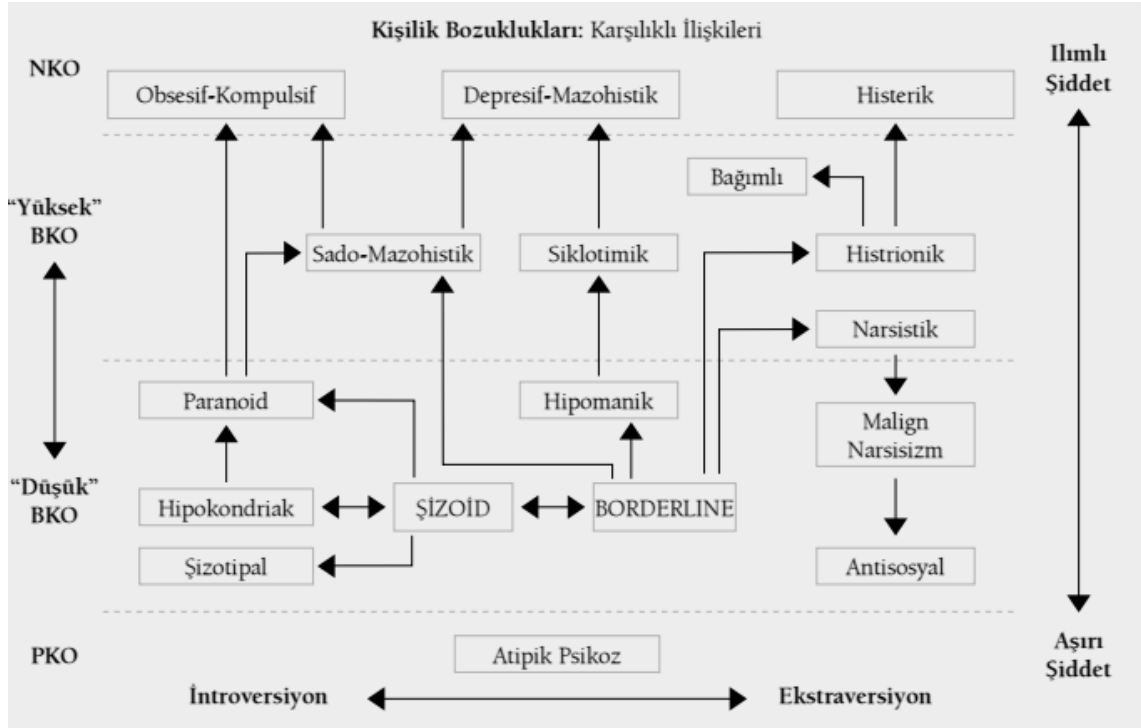 Kişilik Bozuklukları: Karşılıklı İlişkileri
NKO
Ilımlı
Şiddet
Obsesif-Kompulsif
Depresif-Mazohistik
Histerik
Bağımlı
“Yüksek”
BKO
Sado-Mazohistik
Siklotimik
Histrionik
Narsistik
Paranoid
Hipomanik
Malign
Narsisizm
“Düşük”
BKO
Hipokondriak
ŞİZOİD
BORDERLINE
Şizotipal
Antisosyal
PKO
Atipik Psikoz
Aşırı
Şiddet
İntroversiyon
Ekstraversiyon